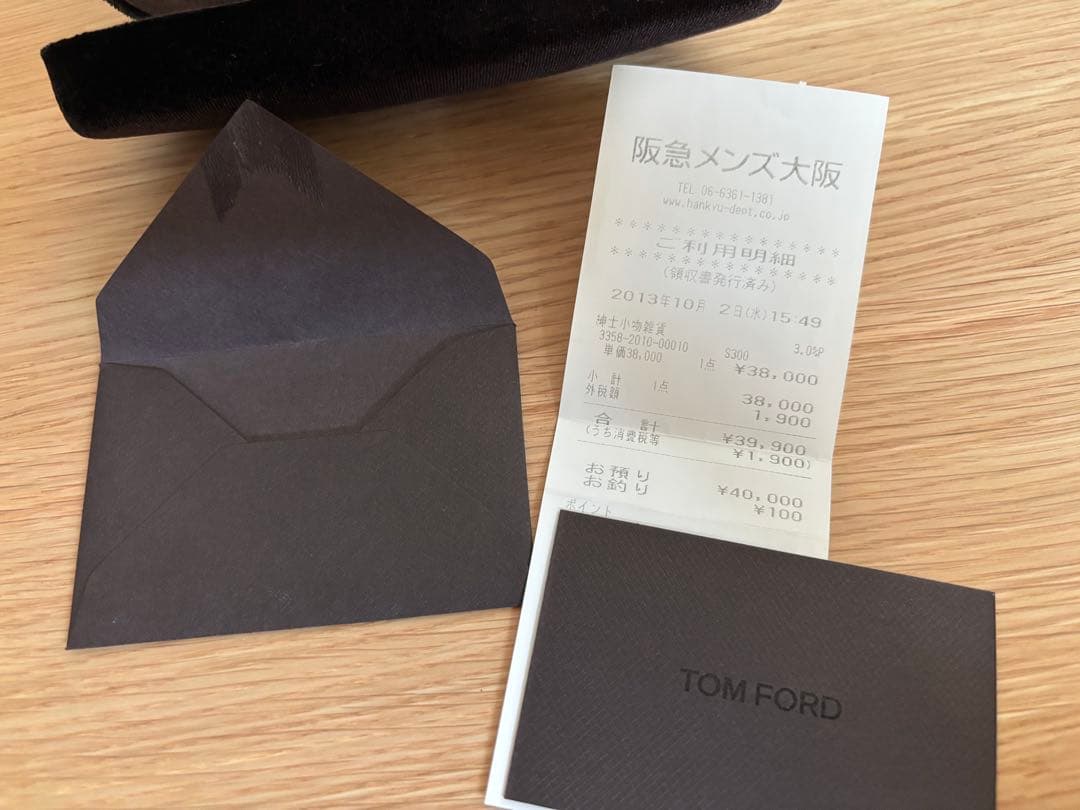 阪急メンズ大阪
TEL 06-6361-1381
www.hankyu-dept.co.jp
****************
ご利用明細
****************
(領収書発行済み)
2013年10月 2日(水)15:49
紳士小物雑貨
3358-2010-00010 S300 3.0%P
単価38,000 1点 ¥38,000
小 計 1点 38,000
外税額 1,900
合 計 ¥39,900
(うち消費税等 ¥1,900)
お預り ¥40,000
お釣り ¥100
ポイント
TOM FORD